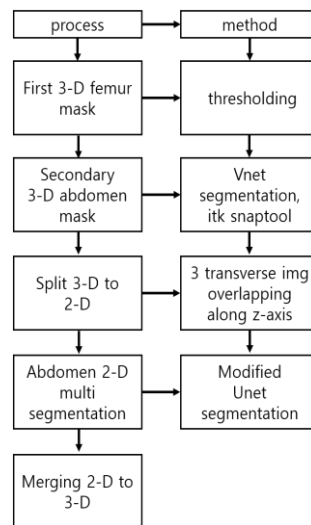 process
method
First 3-D femur
mask
thresholding
Secondary
3-D abdomen
mask
Vnet
segmentation,
itk snaptool
Split 3-D to
2-D
3 transverse img
overlapping
along z-axis
Abdomen 2-D
multi
segmentation
Modified
Unet
segmentation
Merging 2-D to
3-D